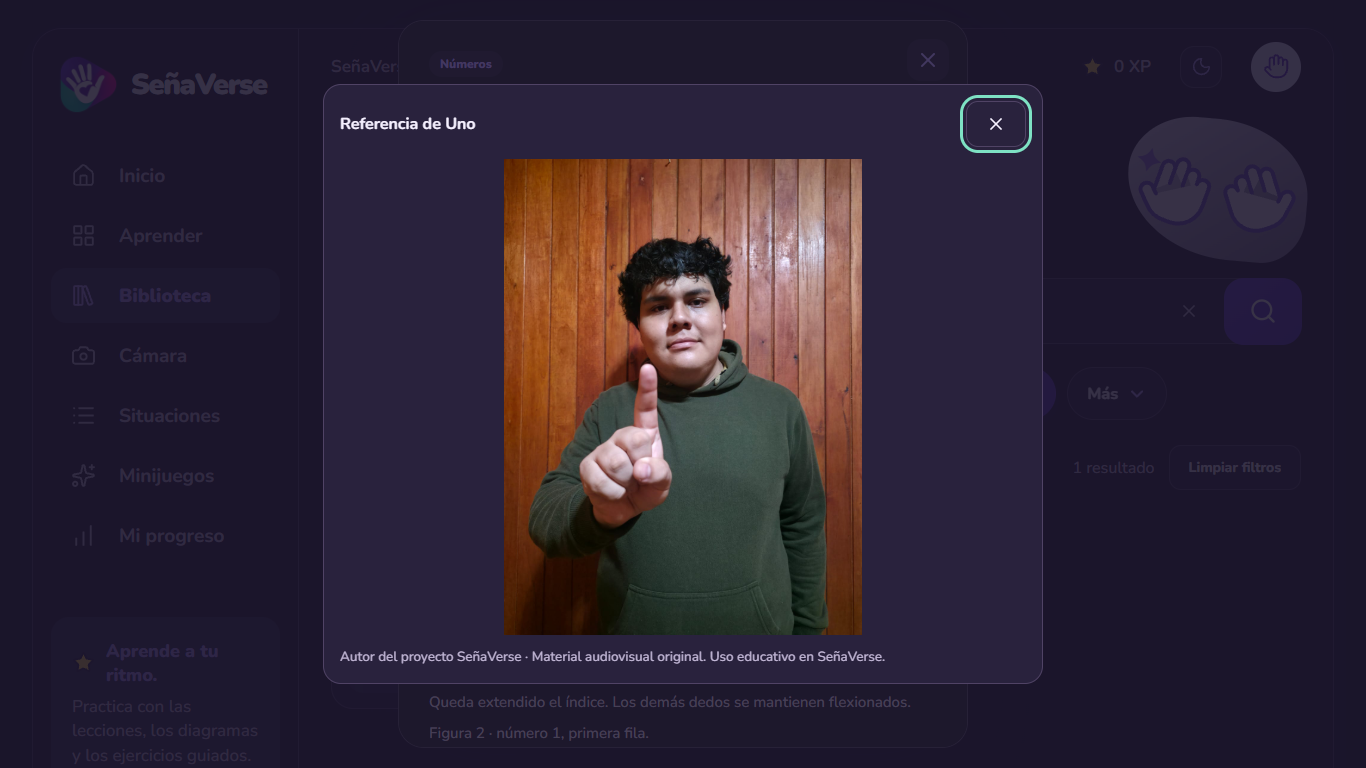 SeñaVerse
Inicio
Aprender
Biblioteca
Cámara
Situaciones
Minijuegos
Mi progreso
Aprende a tu
ritmo.
Practica con las
lecciones, los diagramas
y los ejercicios guiados.
SeñaVer
Números
0 XP
Más
1 resultado
Limpiar filtros
Referencia de Uno
Autor del proyecto SeñaVerse · Material audiovisual original. Uso educativo en SeñaVerse.
Queda extendido el índice. Los demás dedos se mantienen flexionados.
Figura 2 · número 1, primera fila.